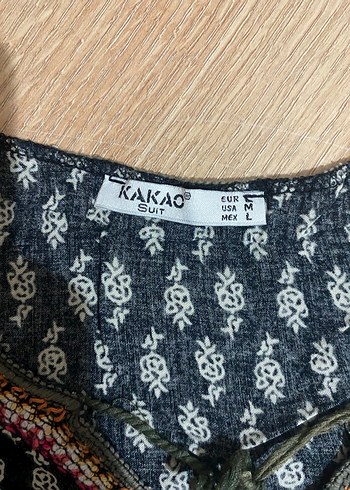 KAKAO®
SUIT
EUR L
USA M
MEX L